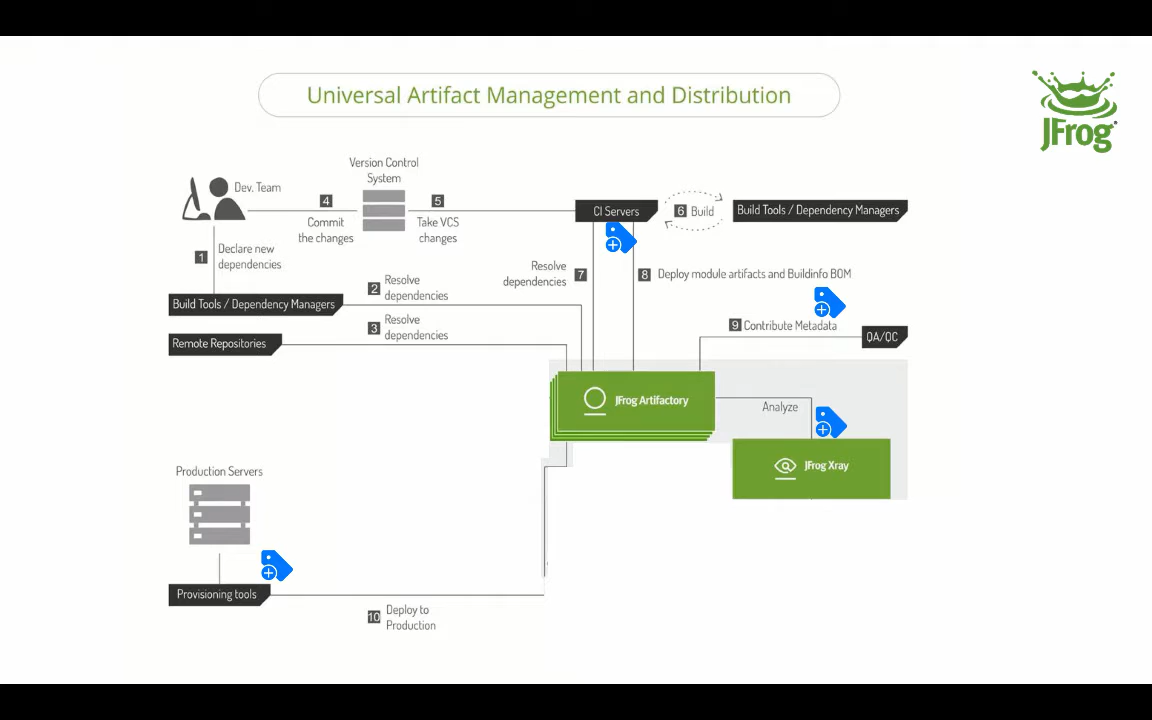 Universal Artifact Management and Distribution
JFrog
Version Control
System
Dev. Team
4
Commit
the changes
5
Take VCS
changes
CI Servers
6 Build
Build Tools / Dependency Managers
1
Declare new
dependencies
Resolve
dependencies
7
8
Deploy module artifacts and Buildinfo BOM
Build Tools / Dependency Managers
2
Resolve
dependencies
9 Contribute Metadata
QA/QC
Remote Repositories
3
Resolve
dependencies
JFrog Artifactory
Analyze
JFrog Xray
Production Servers
Provisioning tools
10
Deploy to
Production